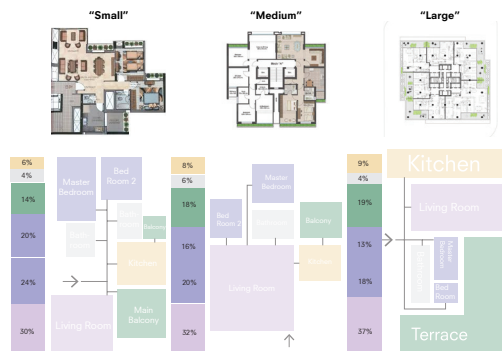 “Small”
“Medium”
“Large”
6%
4%
14%
20%
24%
30%
Master
Bedroom
Bed
Room 2
Balcony
Kitchen
Living Room
Main
Balcony
8%
6%
18%
16%
20%
32%
Bed
Room 2
Master
Bedroom
Balcony
Kitchen
Living Room
9%
4%
19%
13%
18%
37%
Kitchen
Living Room
Master
Bedroom
Bed
Room
Terrace